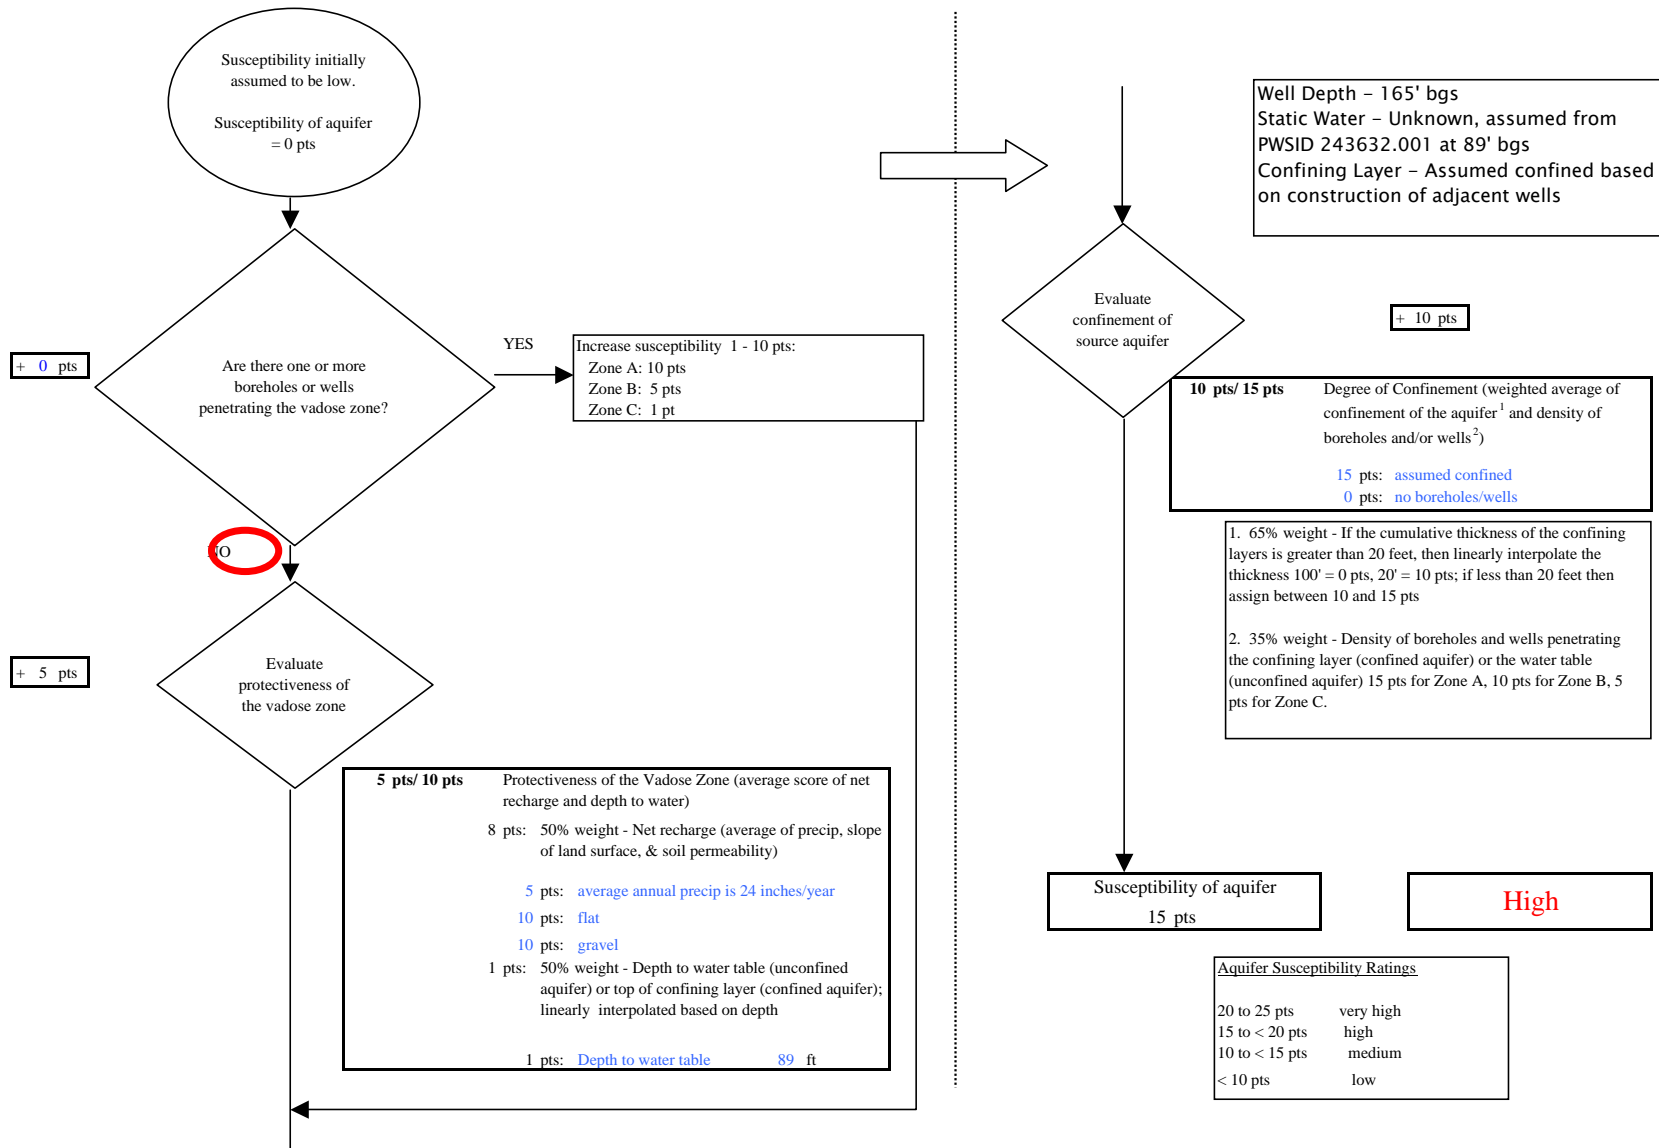 Susceptibility initially
assumed to be low.
Susceptibility of aquifer
= 0 pts
+ 0 pts
Are there one or more
boreholes or wells
penetrating the vadose zone?
YES
Increase susceptibility 1 - 10 pts:
Zone A: 10 pts
Zone B: 5 pts
Zone C: 1 pt
NO
+ 5 pts
Evaluate
protectiveness of
the vadose zone
5 pts/ 10 pts Protectiveness of the Vadose Zone (average score of net
recharge and depth to water)
8 pts: 50% weight - Net recharge (average of precip, slope
of land surface, & soil permeability)
5 pts: average annual precip is 24 inches/year
10 pts: flat
10 pts: gravel
1 pts: 50% weight - Depth to water table (unconfined
aquifer) or top of confining layer (confined aquifer);
linearly interpolated based on depth
1 pts: Depth to water table 89 ft
Well Depth – 165' bgs
Static Water – Unknown, assumed from
PWSID 243632.001 at 89' bgs
Confining Layer – Assumed confined based
on construction of adjacent wells
Evaluate
confinement of
source aquifer
+ 10 pts
10 pts/ 15 pts Degree of Confinement (weighted average of
confinement of the aquifer 1 and density of
boreholes and/or wells 2)
15 pts: assumed confined
0 pts: no boreholes/wells
1. 65% weight - If the cumulative thickness of the confining
layers is greater than 20 feet, then linearly interpolate the
thickness 100' = 0 pts, 20' = 10 pts; if less than 20 feet then
assign between 10 and 15 pts
2. 35% weight - Density of boreholes and wells penetrating
the confining layer (confined aquifer) or the water table
(unconfined aquifer) 15 pts for Zone A, 10 pts for Zone B, 5
pts for Zone C.
Susceptibility of aquifer
15 pts
High
Aquifer Susceptibility Ratings
20 to 25 pts very high
15 to < 20 pts high
10 to < 15 pts medium
< 10 pts low